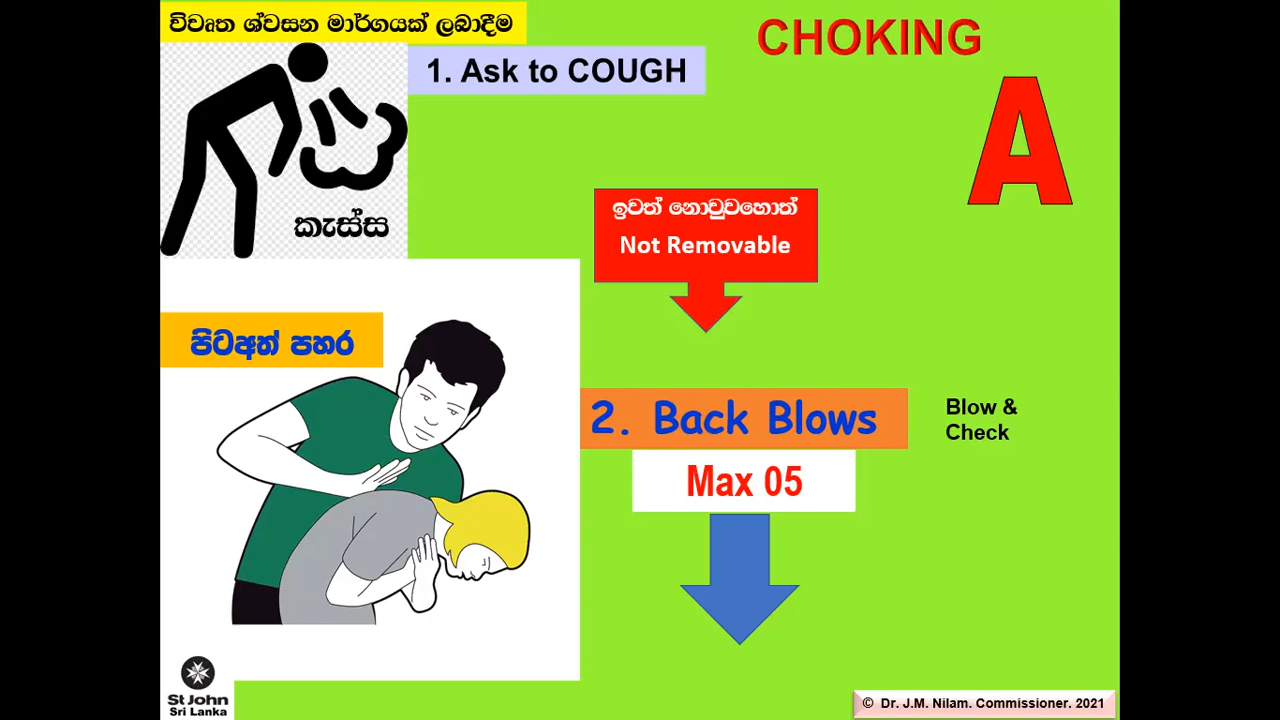 විවෘත ශ්වසන මාර්ගයක් ලබාදීම
CHOKING
1. Ask to COUGH
A
කැස්ස
ඉවත් නොවුවහොත්
Not Removable
පිටඅත් පහර
2. Back Blows
Max 05
Blow &
Check
St John
Sri Lanka
© Dr. J.M. Nilam. Commissioner. 2021